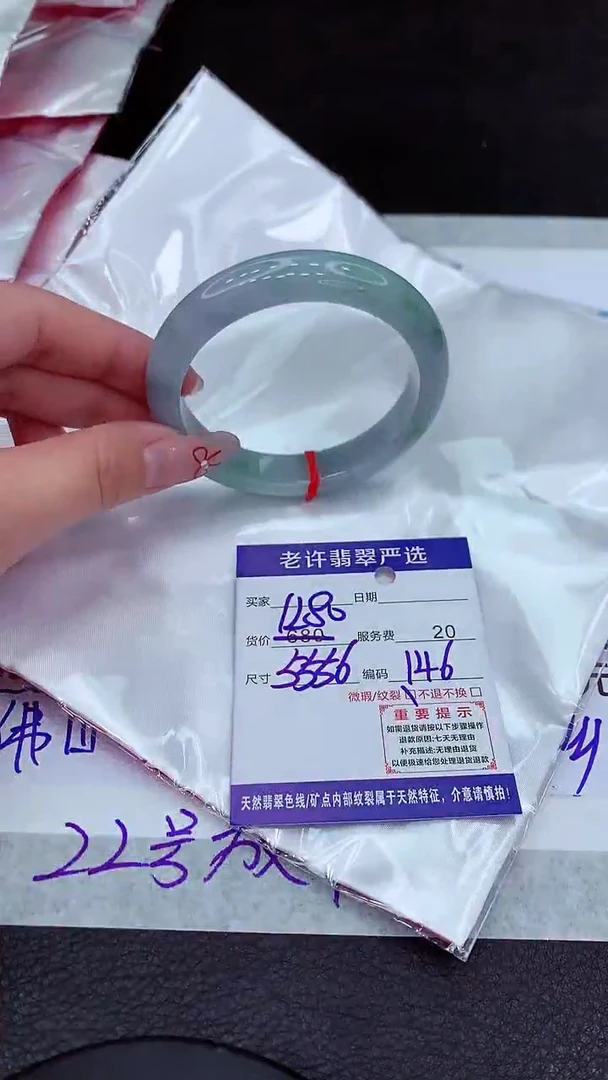 老许翡翠严选
买家 日期
1280
货价 680 服务费 20
尺寸 5556 编码 146
微瑕/纹裂□不退不换□
重要提示
如需退货请按以下步骤操作
退款原因:七天无理由
补充描述:无理由退货
以便极速给您处理退货退款
天然翡翠色线/矿点内部纹裂属于天然特征，介意请慎拍!
佛山
22号